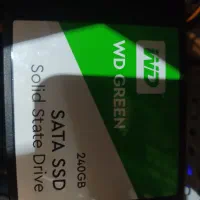 WD
WD GREEN
240GB
SATA SSD
Solid State Drive